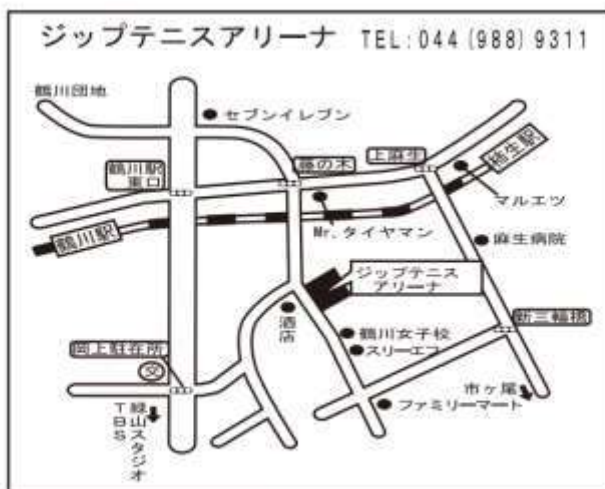 ジップテニスアリーナ TEL:044(988)9311
鶴川団地
セブンイレブン
鶴川駅
東口
藤の木
上麻生
柿生駅
マルエツ
鶴川駅
Mr.タイヤマン
麻生病院
ジップテニス
アリーナ
酒店
新三輪橋
鶴川女子校
スリーエフ
岡上駐在所
交
市ヶ尾
ファミリーマート
緑山スタジオ
TBS